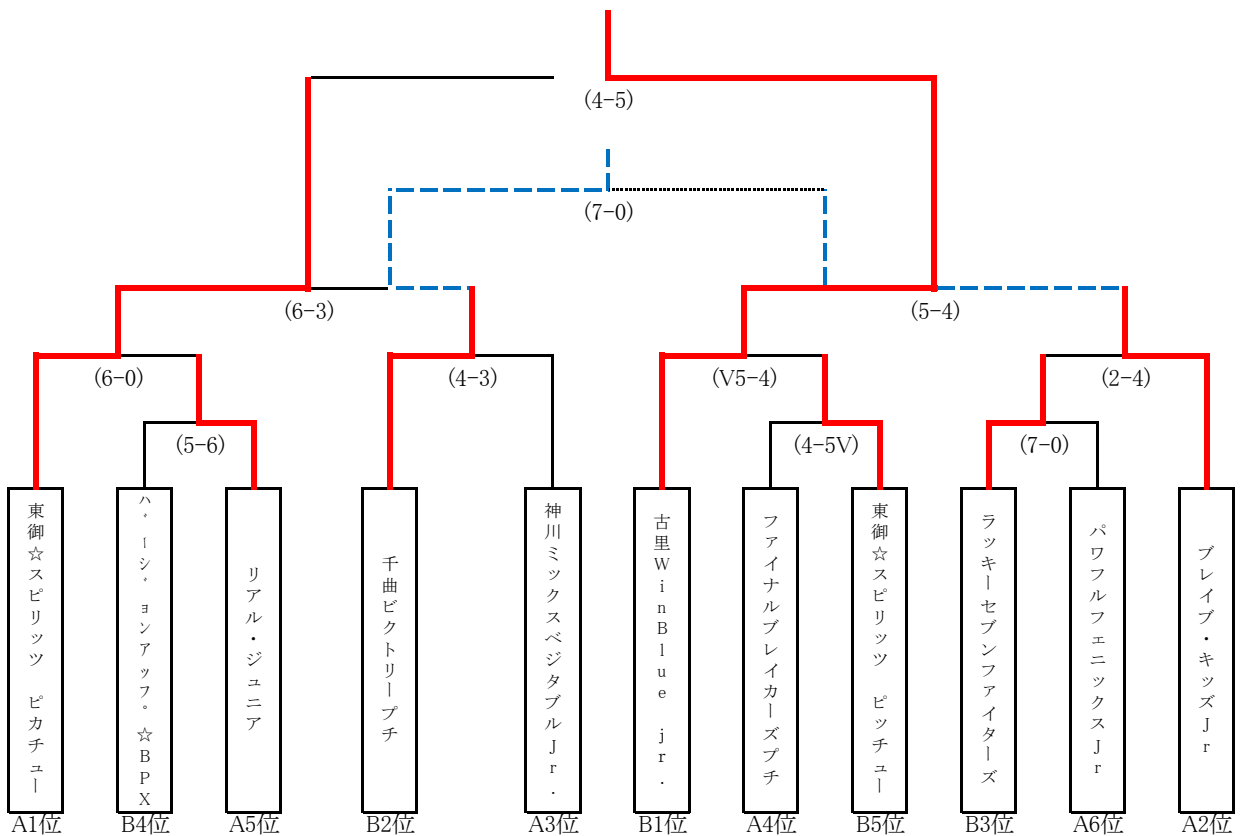 (4-5)
(7-0)
(6-3)
(5-4)
(6-0)
(4-3)
(V5-4)
(2-4)
(5-6)
(4-5V)
(7-0)
東御☆スピリッツ ピカチュー
バージョンアップ☆BPX
リアル・ジュニア
千曲ビクトリープチ
神川ミックスベジタブルJr.
古里WinBlue jr.
ファイナルブレイカーズプチ
東御☆スピリッツ ピッチュー
ラッキーセブンファイターズ
パワフルフェニックスJr
ブレイブ・キッズJr
A1位
B4位
A5位
B2位
A3位
B1位
A4位
B5位
B3位
A6位
A2位